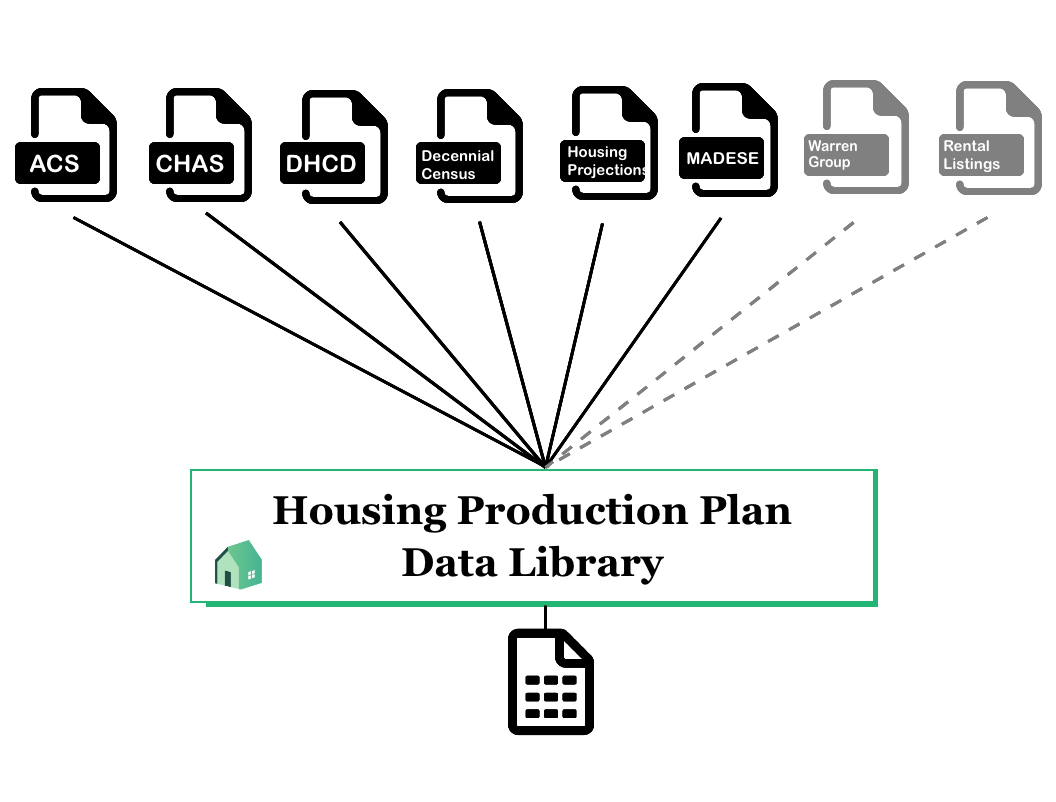 ACS
CHAS
DHCD
Decennial
Census
Housing
Projections
MADESE
Warren
Group
Rental
Listings
Housing Production Plan
Data Library